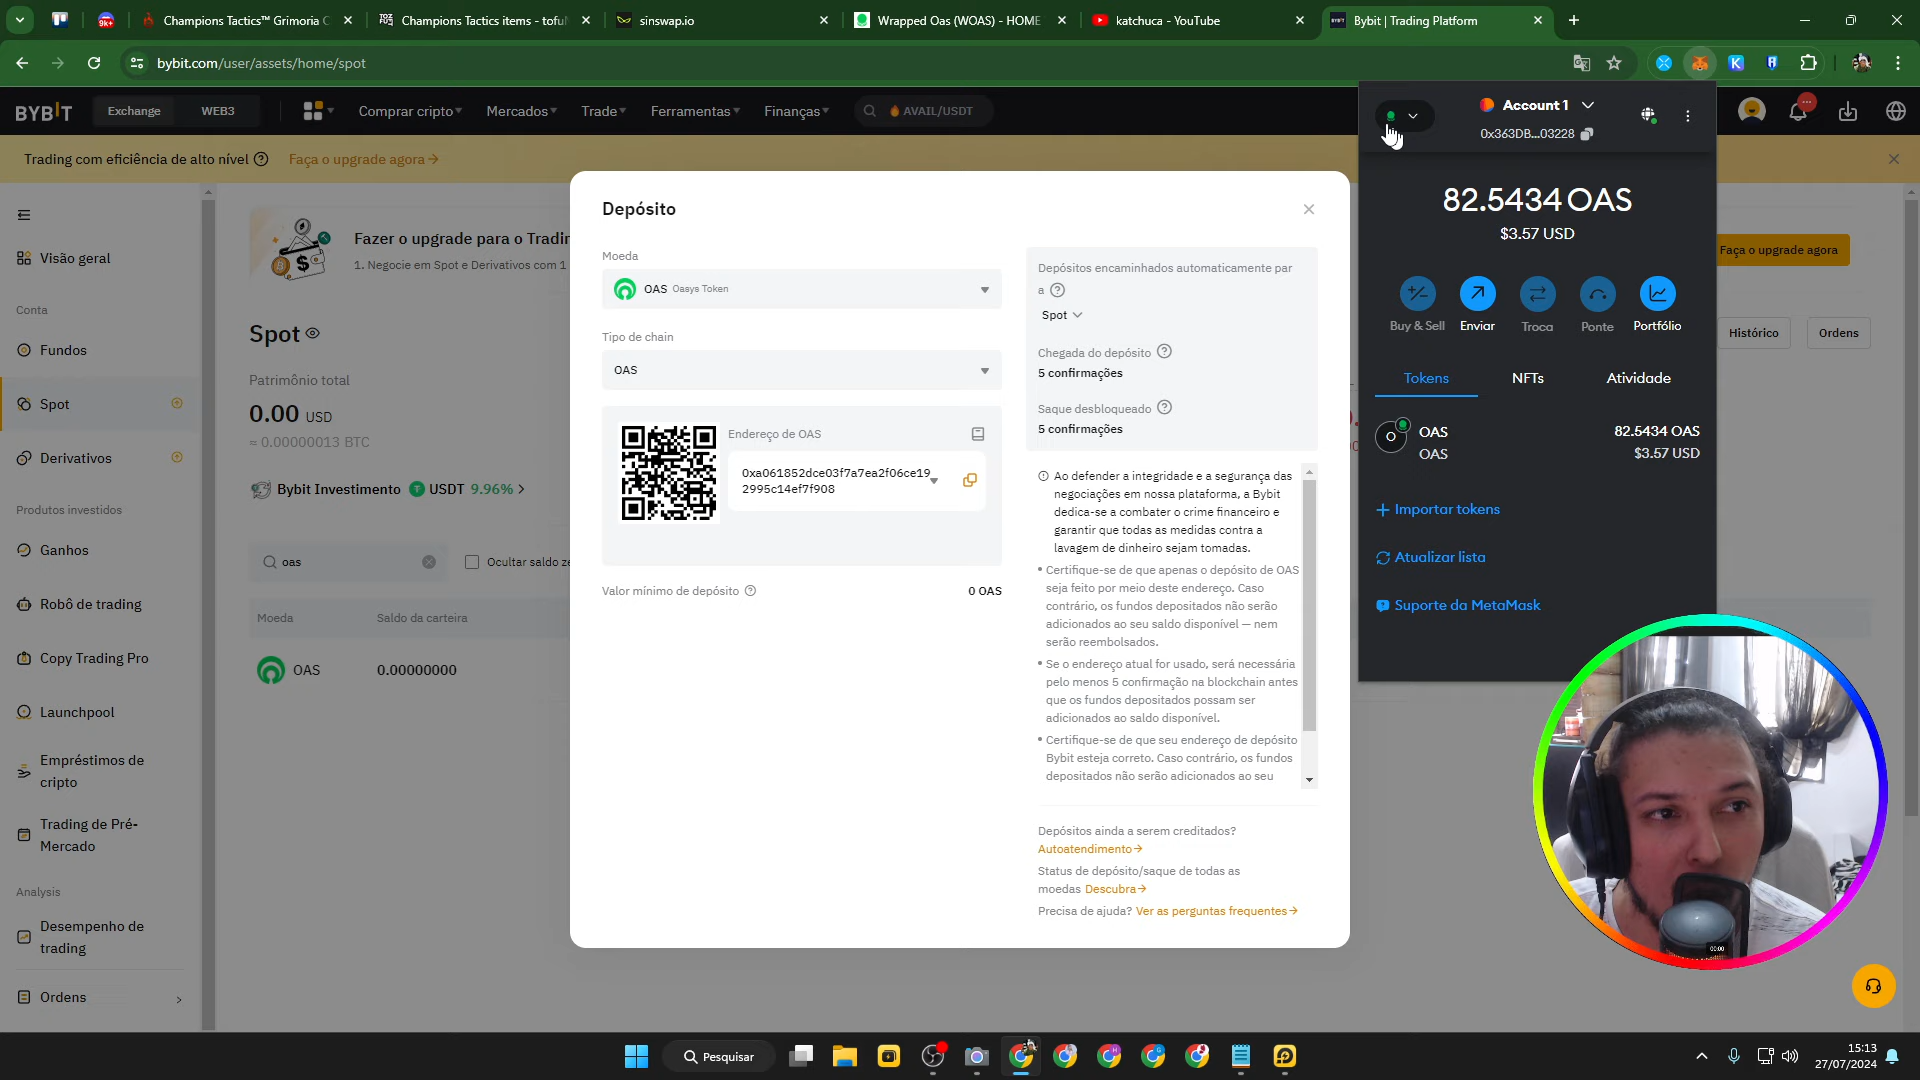 9k+
Champions Tactics™ Grimoria C
TOZ FU
Champions Tactics items - tofuN
sinswap.io
Wrapped Oas (WOAS) - HOME
katchuca - YouTube
BYBIT
Bybit | Trading Platform
bybit.com/user/assets/home/spot
BYBIT
Exchange
WEB3
Comprar cripto
Mercados
Trade
Ferramentas
Finanças
AVAIL/USDT
Trading com eficiência de alto nível
Faça o upgrade agora
Visão geral
Conta
Fundos
Spot
Derivativos
Produtos investidos
Ganhos
Robô de trading
Copy Trading Pro
Launchpool
Empréstimos de
cripto
Trading de Pré-
Mercado
Analysis
Desempenho de
trading
Ordens
Fazer o upgrade para o Tradin
1. Negocie em Spot e Derivativos com 1
Faça o upgrade agora
Spot
Histórico
Ordens
Patrimônio total
0.00 USD
≈ 0.00000013 BTC
Bybit Investimento
USDT 9.96%
oas
Ocultar saldo ze
Moeda
Saldo da carteira
OAS
0.00000000
Depósito
Moeda
OAS Oasys Token
Tipo de chain
OAS
Endereço de OAS
0xa061852dce03f7a7ea2f06ce19
2995c14ef7f908
Valor mínimo de depósito
0 OAS
Depósitos encaminhados automaticamente par
a
Spot
Chegada do depósito
5 confirmações
Saque desbloqueado
5 confirmações
Ao defender a integridade e a segurança das
negociações em nossa plataforma, a Bybit
dedica-se a combater o crime financeiro e
garantir que todas as medidas contra a
lavagem de dinheiro sejam tomadas.
• Certifique-se de que apenas o depósito de OAS
seja feito por meio deste endereço. Caso
contrário, os fundos depositados não serão
adicionados ao seu saldo disponível — nem
serão reembolsados.
• Se o endereço atual for usado, será necessária
pelo menos 5 confirmação na blockchain antes
que os fundos depositados possam ser
adicionados ao saldo disponível.
• Certifique-se de que seu endereço de depósito
Bybit esteja correto. Caso contrário, os fundos
depositados não serão adicionados ao seu
Depósitos ainda a serem creditados?
Autoatendimento
Status de depósito/saque de todas as
moedas Descubra
Precisa de ajuda? Ver as perguntas frequentes
Account 1
0x363DB...03228
82.5434 OAS
$3.57 USD
Buy & Sell
Enviar
Troca
Ponte
Portfólio
Tokens
NFTs
Atividade
O
OAS
82.5434 OAS
OAS
$3.57 USD
Importar tokens
Atualizar lista
Suporte da MetaMask
00:00
Pesquisar
15:13
27/07/2024